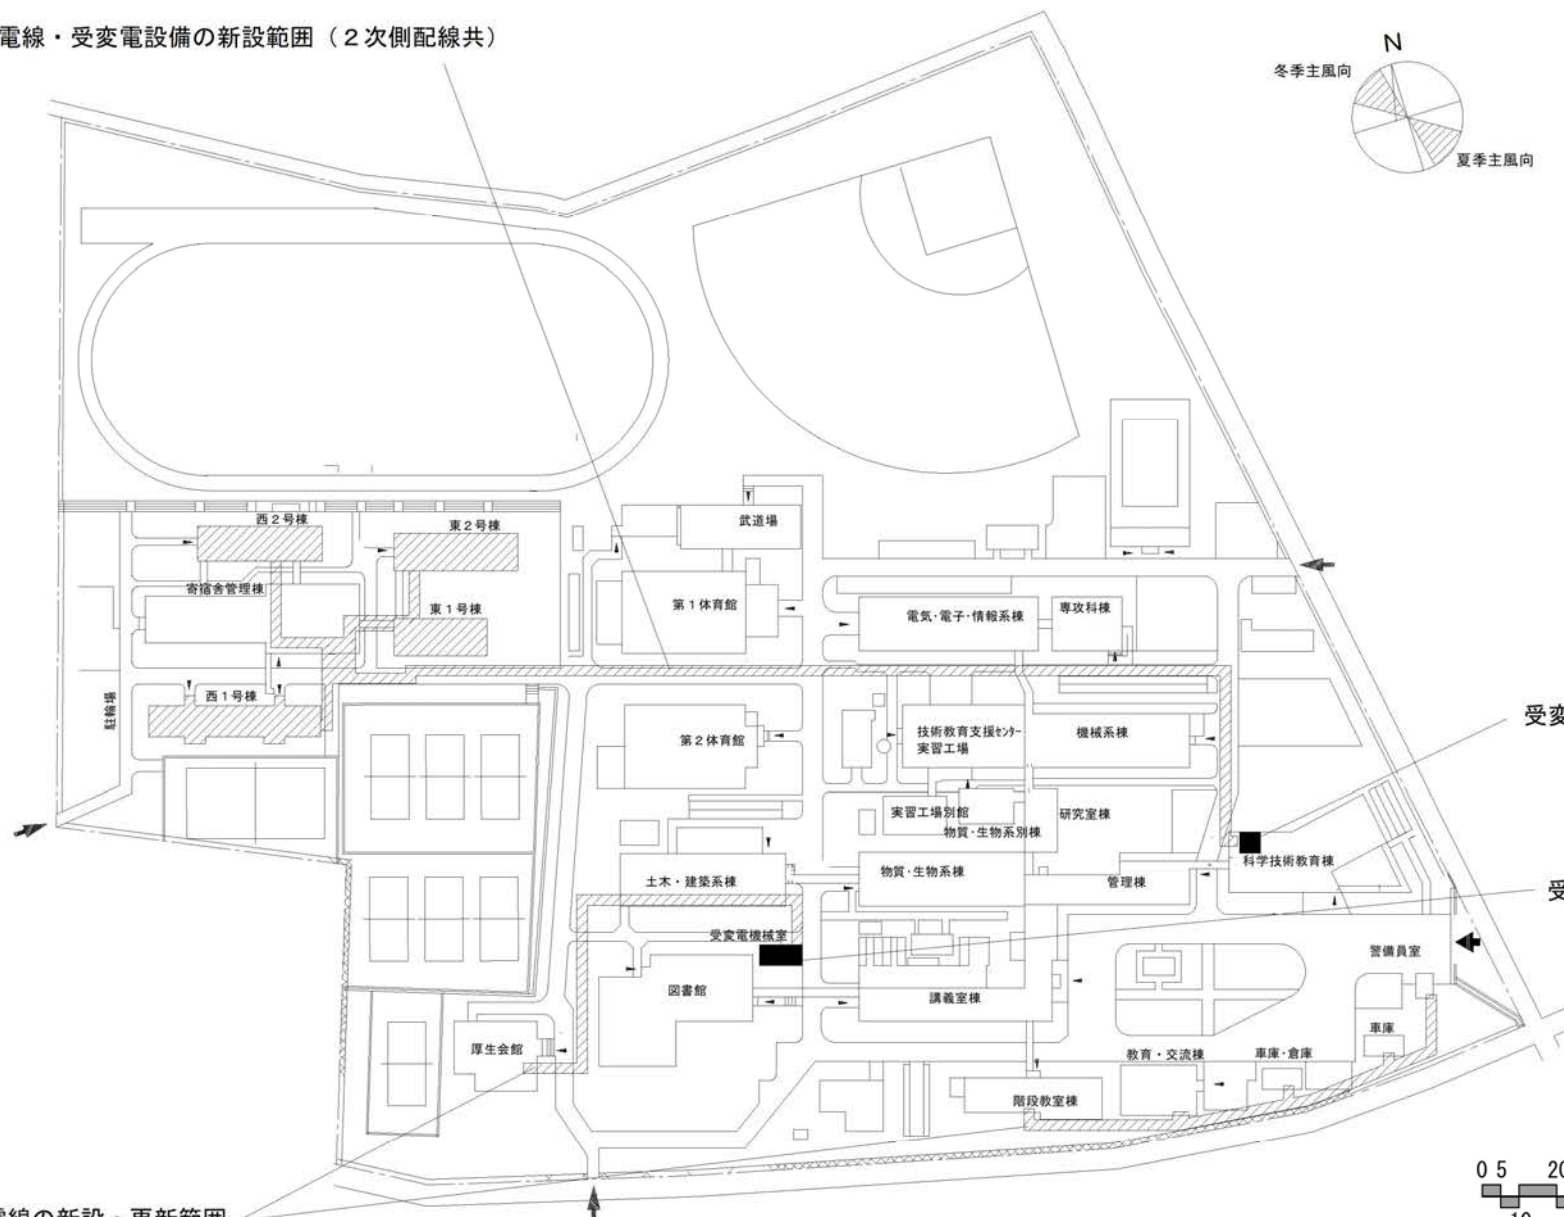 電線・受変電設備の新設範囲（２次側配線共）
N
冬季主風向
夏季主風向
西２号棟
東２号棟
武道場
寄宿舎管理棟
東１号棟
第１体育館
電気・電子・情報系棟
専攻科棟
西１号棟
駐輪場
第２体育館
技術教育支援ｾﾝﾀｰ
実習工場
機械系棟
受変
実習工場別館
研究室棟
物質・生物系別棟
土木・建築系棟
物質・生物系棟
管理棟
科学技術教育棟
受
受変電機械室
警備員室
図書館
講義室棟
厚生会館
車庫
教育・交流棟
車庫・倉庫
階段教室棟
0 5 20
10
電線の新設・更新範囲